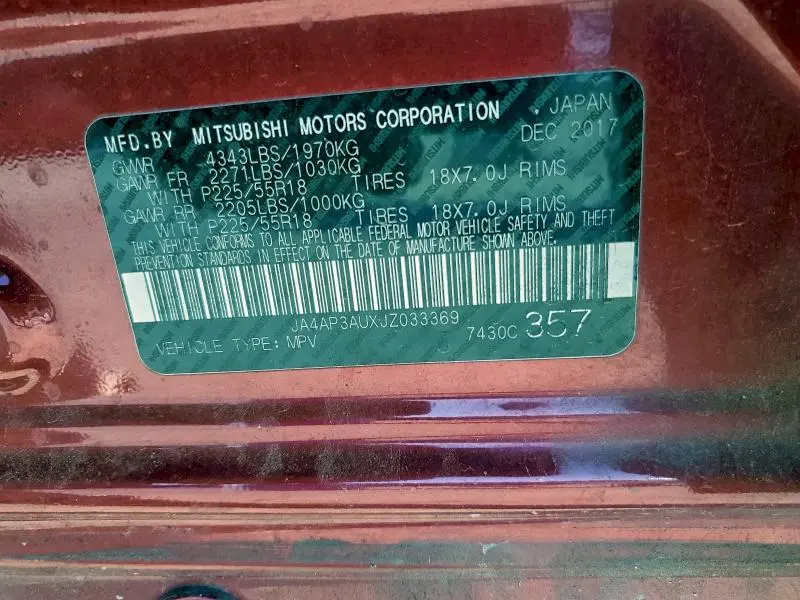 MFD.BY MITSUBISHI MOTORS CORPORATION , JAPAN
GVWR 4343LBS/1970KG DEC 2017
GAWR FR 2271LBS/1030KG
WITH P225/55R18 TIRES 18X7.0J RIMS
GAWR RR 2205LBS/1000KG
WITH P225/55R18 TIRES 18X7.0J RIMS
THIS VEHICLE CONFORMS TO ALL APPLICABLE FEDERAL MOTOR VEHICLE SAFETY AND THEFT
PREVENTION STANDARDS IN EFFECT ON THE DATE OF MANUFACTURE SHOWN ABOVE.
JA4AP3AUXJZ033369
VEHICLE TYPE: MPV 7430C 357